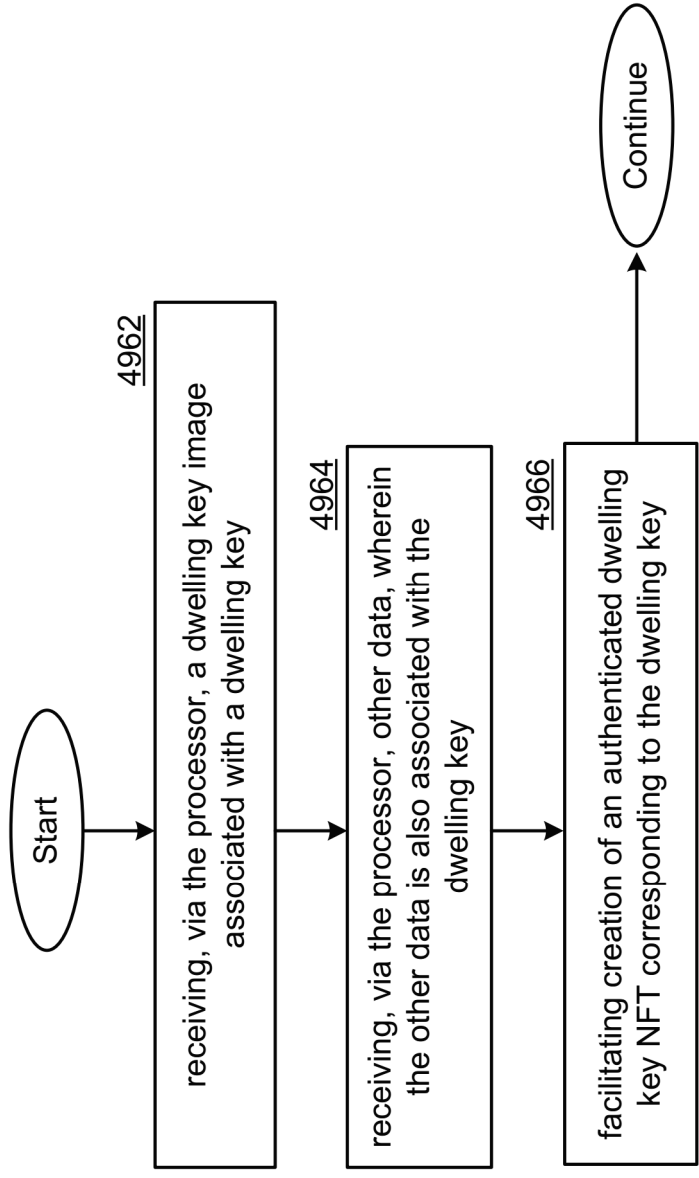 Start
4962
receiving, via the processor, a dwelling key image
associated with a dwelling key
4964
receiving, via the processor, other data, wherein
the other data is also associated with the
dwelling key
4966
facilitating creation of an authenticated dwelling
key NFT corresponding to the dwelling key
Continue